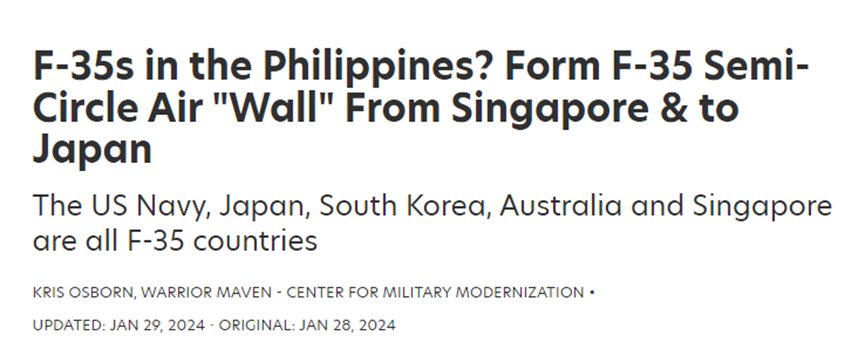 F-35s in the Philippines? Form F-35 Semi-
Circle Air "Wall" From Singapore & to
Japan
The US Navy, Japan, South Korea, Australia and Singapore
are all F-35 countries
KRIS OSBORN, WARRIOR MAVEN - CENTER FOR MILITARY MODERNIZATION •
UPDATED: JAN 29, 2024 · ORIGINAL: JAN 28, 2024